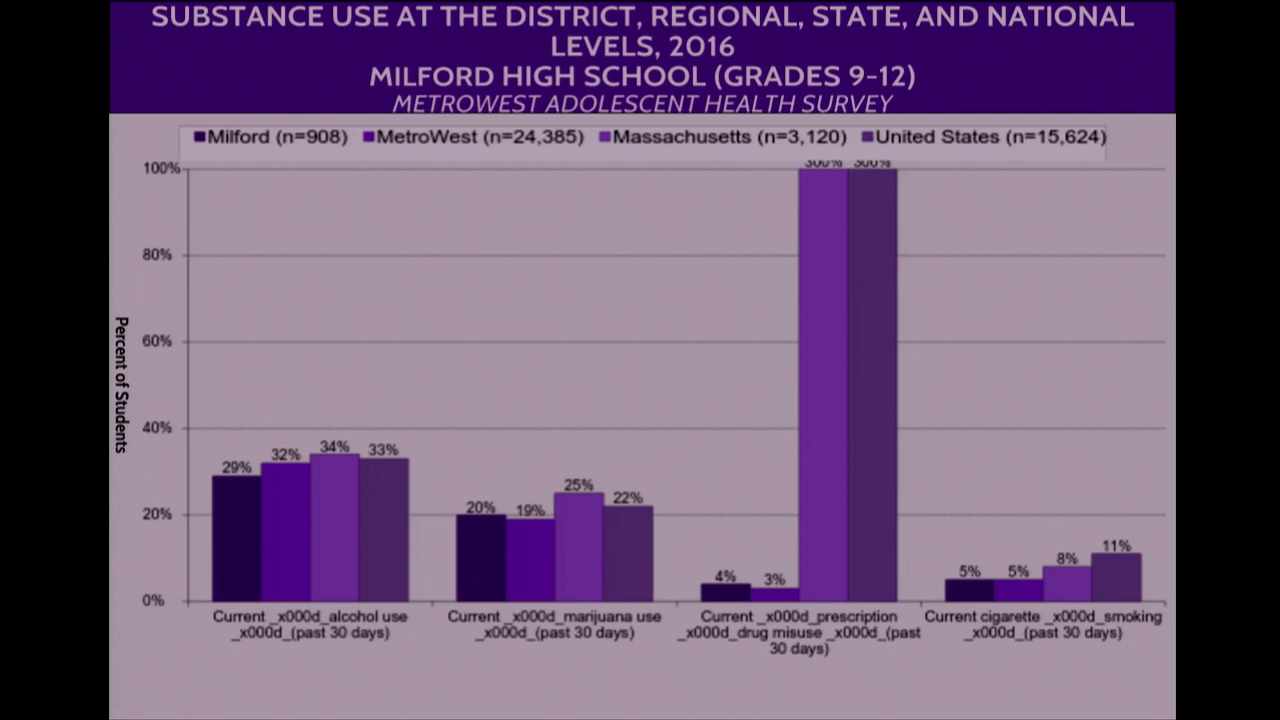 SUBSTANCE USE AT THE DISTRICT, REGIONAL, STATE, AND NATIONAL
LEVELS, 2016
MILFORD HIGH SCHOOL (GRADES 9-12)
METROWEST ADOLESCENT HEALTH SURVEY
Milford (n=908) MetroWest (n=24,385) Massachusetts (n=3,120) United States (n=15,624)
300% 300%
100%
80%
60%
40%
20%
0%
Percent of Students
29% 32% 34% 33%
20% 19% 25% 22%
4% 3%
5% 5% 8% 11%
Current _x000d_alcohol use
_x000d_(past 30 days)
Current _x000d_marijuana use
_x000d_(past 30 days)
Current _x000d_prescription
_x000d_drug misuse _x000d_(past
30 days)
Current cigarette _x000d_smoking
_x000d_(past 30 days)